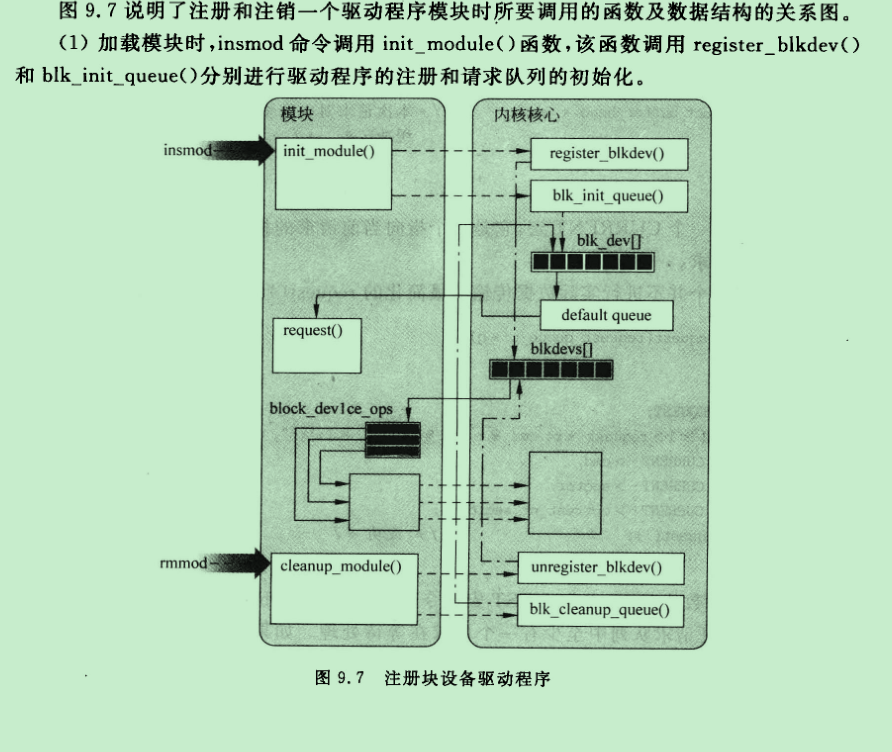 图 9.7 说明了注册和注销一个驱动程序模块时所要调用的函数及数据结构的关系图。
(1) 加载模块时,insmod 命令调用 init_module()函数,该函数调用 register_blkdev()
和 blk_init_queue()分别进行驱动程序的注册和请求队列的初始化。
模块
内核核心
insmod
init_module()
register_blkdev()
blk_init_queue()
blk_dev[]
default queue
request()
blkdevs[]
block_dev1ce_ops
rmmod
cleanup_module()
unregister_blkdev()
blk_cleanup_queue()
图 9.7 注册块设备驱动程序